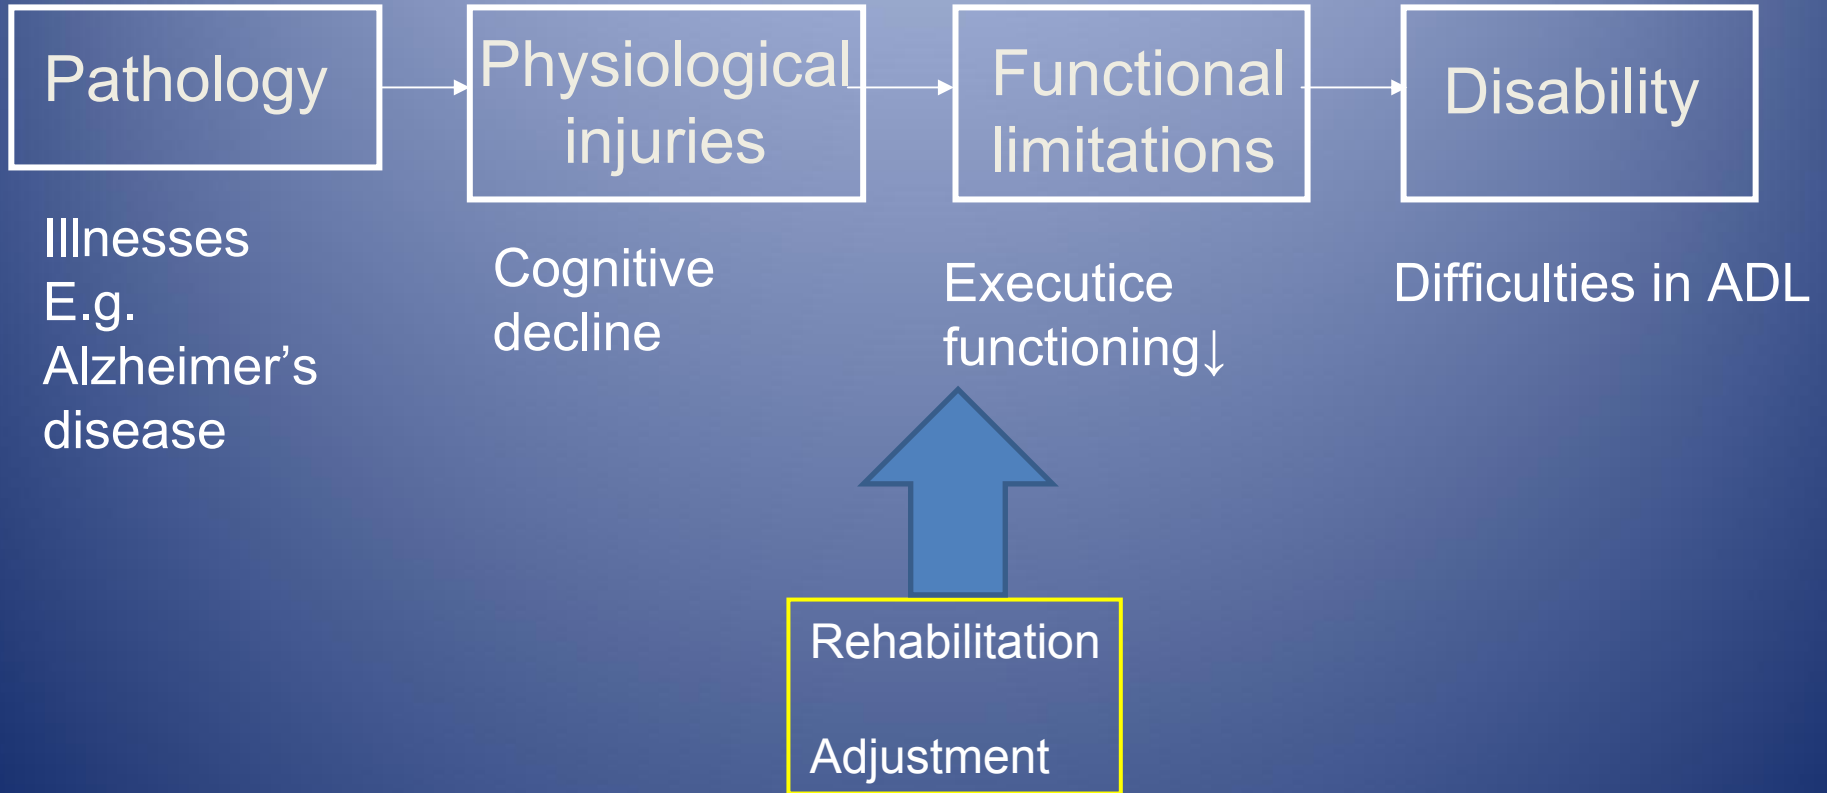 Pathology
Physiological
injuries
Functional
limitations
Disability
Illnesses
E.g.
Alzheimer’s
disease
Cognitive
decline
Executice
functioning↓
Difficulties in ADL
Rehabilitation
Adjustment